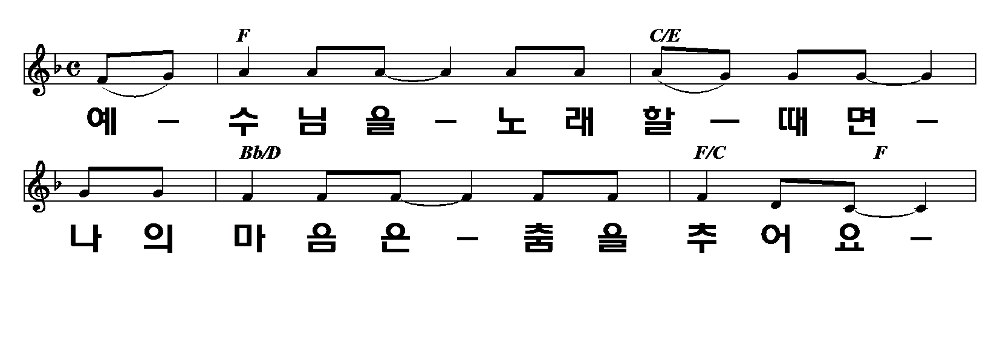 F C/E
예 - 수 님 을 - 노 래 할 - 때 면 -
Bb/D F/C F
나 의 마 음 은 - 춤 을 추 어 요 -